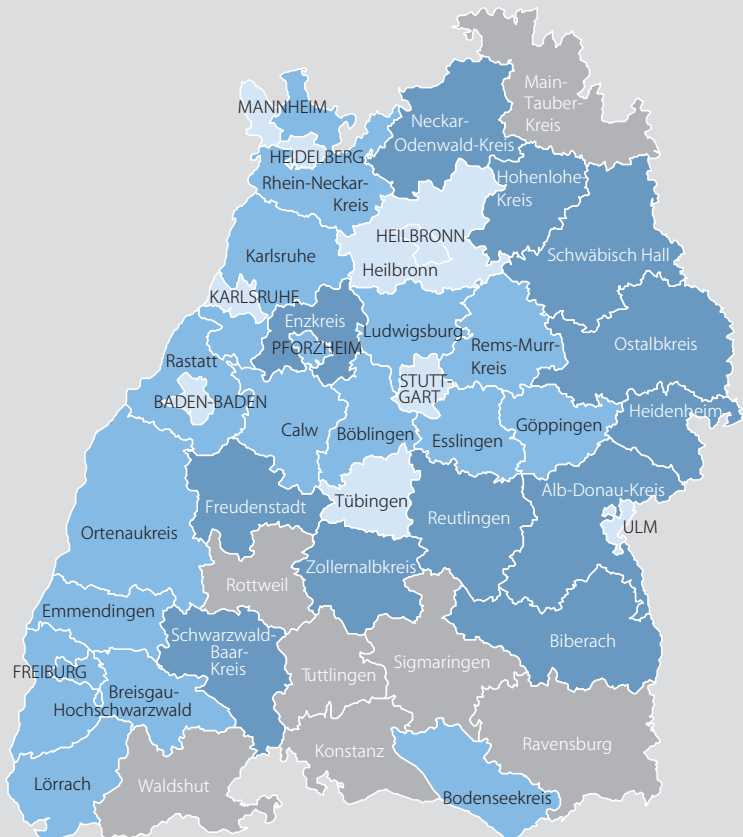 Main-
Tauber-
Kreis
MANNHEIM
Neckar-
Odenwald-Kreis
HEIDELBERG
Rhein-Neckar-
Kreis
Hohenlohe-
Kreis
HEILBRONN
Heilbronn
Karlsruhe
Schwäbisch Hall
KARLSRUHE
Enzkreis
PFORZHEIM
Ludwigsburg
Rems-Murr-
Kreis
Ostalbkreis
Rastatt
STUTT-
GART
BADEN-BADEN
Calw
Böblingen
Esslingen
Göppingen
Heidenheim
Alb-Donau-Kreis
Tübingen
Freudenstadt
Reutlingen
ULM
Ortenaukreis
Zollernalbkreis
Rottweil
Emmendingen
Schwarzwald-
Baar-
Kreis
Biberach
Sigmaringen
Tuttlingen
FREIBURG
Breisgau-
Hochschwarzwald
Konstanz
Ravensburg
Lörrach
Waldshut
Bodenseekreis